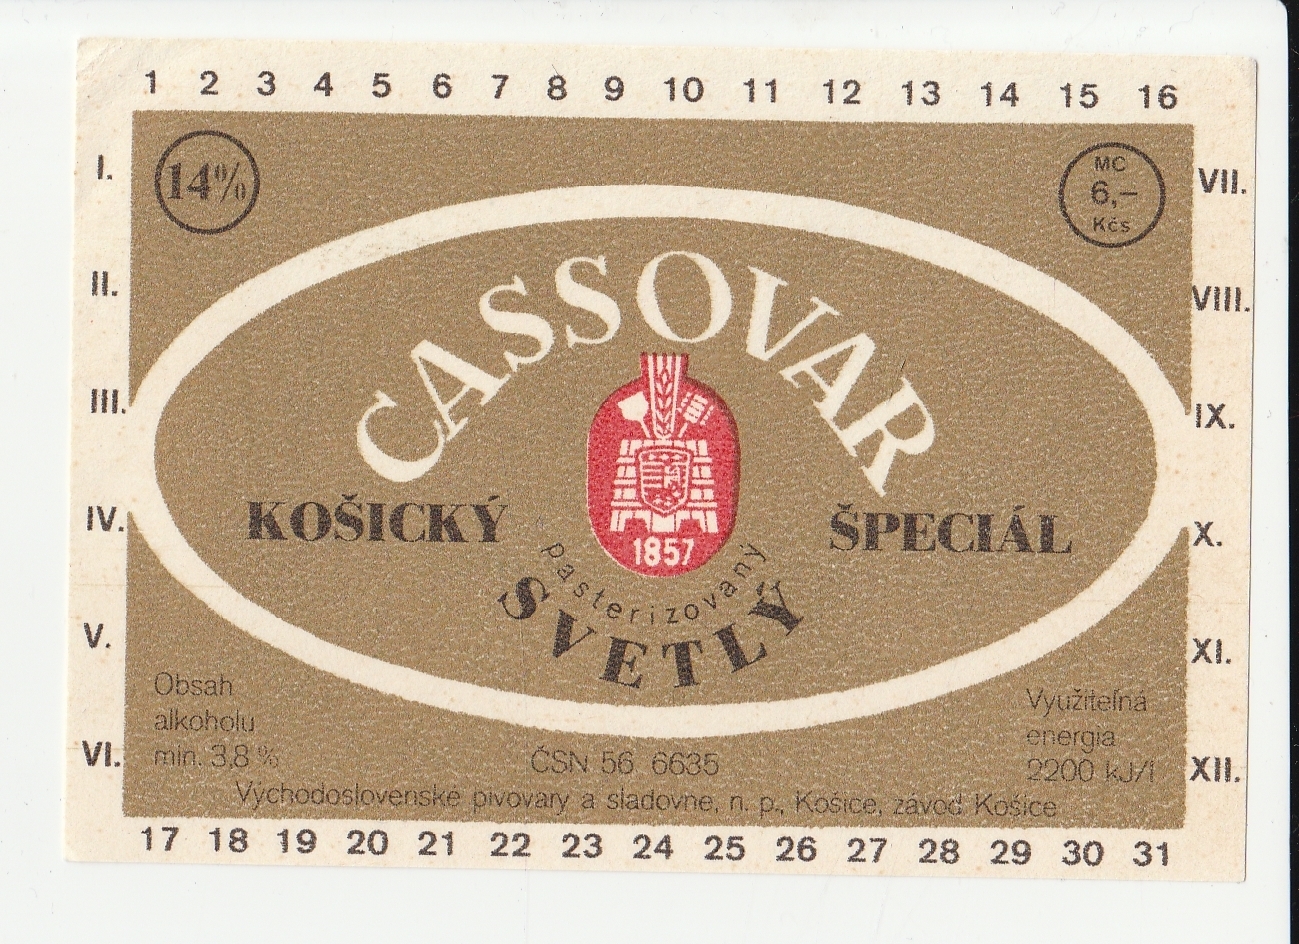 1 2 3 4 5 6 7 8 9 10 11 12 13 14 15 16
I.
II.
III.
IV.
V.
VI.
14%
MC
6,–
Kčs
CASSOVAR
KOŠICKÝ
ŠPECIÁL
1857
pasterizovaný
SVETLÝ
Obsah
alkoholu
min. 3,8 %
ČSN 56 6635
Využiteľná
energia
2200 kJ/l
Východoslovenské pivovary a sladovne, n. p., Košice, závod Košice
VII.
VIII.
IX.
X.
XI.
XII.
17 18 19 20 21 22 23 24 25 26 27 28 29 30 31